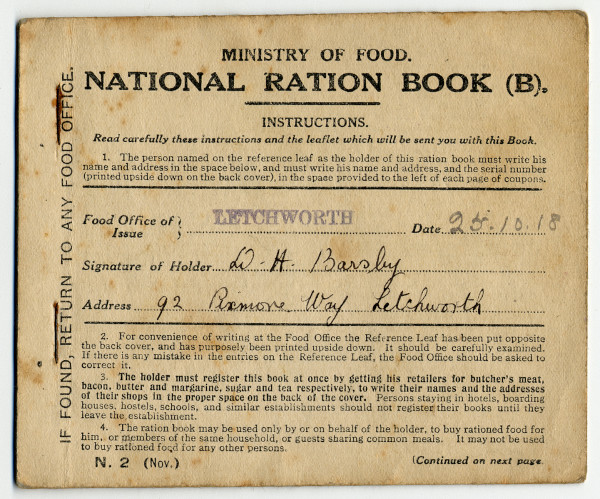 MINISTRY OF FOOD.
NATIONAL RATION BOOK (B).
INSTRUCTIONS.
Read carefully these instructions and the leaflet which will be sent you with this Book.
1. The person named on the reference leaf as the holder of this ration book must write his
name and address in the space below, and must write his name and address, and the serial number
(printed upside down on the back cover), in the space provided to the left of each page of coupons.
Food Office of } LETCHWORTH Date 25.10.18
Issue
Signature of Holder D. H. Barsby
Address 92 Pixmore Way Letchworth
2. For convenience of writing at the Food Office the Reference Leaf has been put opposite
the back cover, and has purposely been printed upside down. It should be carefully examined.
If there is any mistake in the entries on the Reference Leaf, the Food Office should be asked to
correct it.
3. The holder must register this book at once by getting his retailers for butcher's meat,
bacon, butter and margarine, sugar and tea respectively, to write their names and the addresses
of their shops in the proper space on the back of the cover. Persons staying in hotels, boarding
houses, hostels, schools, and similar establishments should not register their books until they
leave the establishment.
4. The ration book may be used only by or on behalf of the holder, to buy rationed food for
him, or members of the same household, or guests sharing common meals. It may not be used
to buy rationed food for any other persons.
N. 2 (Nov.) (Continued on next page.
IF FOUND, RETURN TO ANY FOOD OFFICE.